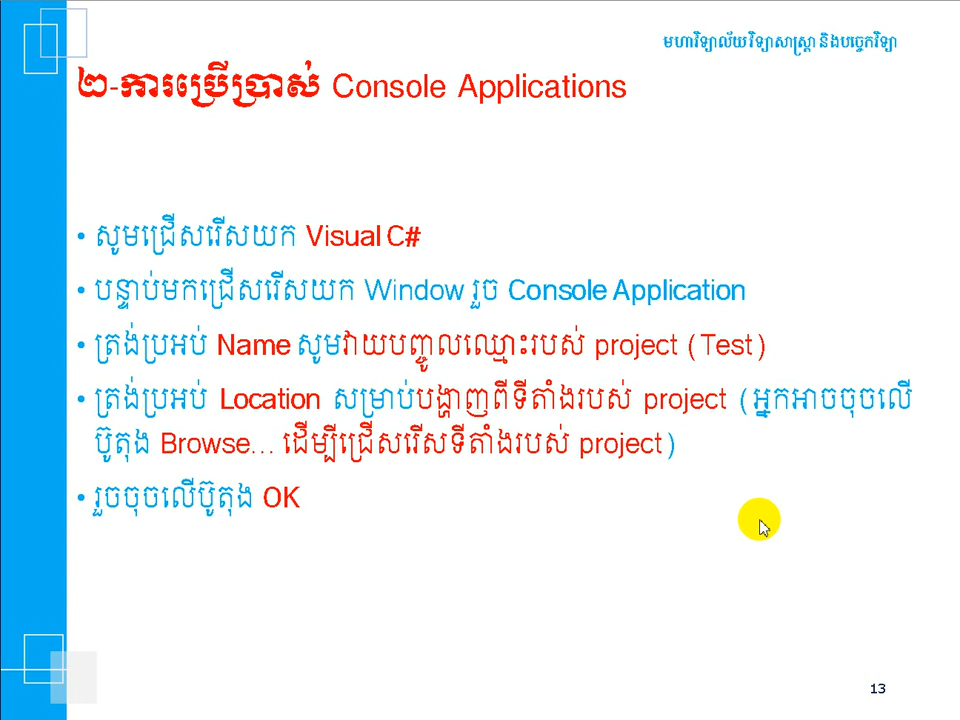 មហាវិទ្យាល័យ វិទ្យាសាស្ត្រា និងបច្ចេកវិទ្យា
២-ការប្រើប្រាស់ Console Applications
• សូមជ្រើសរើសយក Visual C#
• បន្ទាប់មកជ្រើសរើសយក Window រួច Console Application
• ត្រង់ប្រអប់ Name សូមវាយបញ្ចូលឈ្មោះរបស់ project (Test)
• ត្រង់ប្រអប់ Location សម្រាប់បង្ហាញពីទីតាំងរបស់ project (អ្នកអាចចុចលើ
ប៊ូតុង Browse... ដើម្បីជ្រើសរើសទីតាំងរបស់ project)
• រួចចុចលើប៊ូតុង OK
13